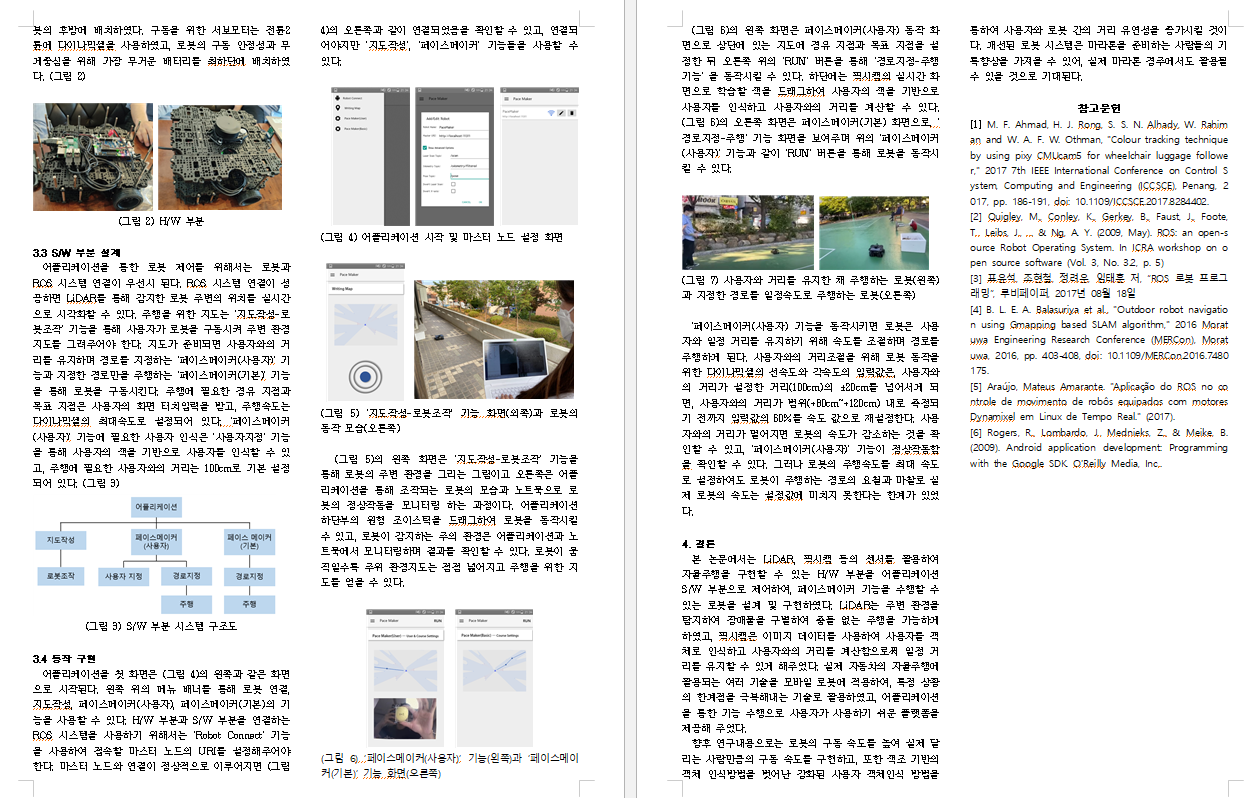 봇의 후방에 배치하였다. 구동을 위한 서보모터는 전륜2
륜에 다이나믹셀을 사용하였고, 로봇의 구동 안정성과 무
게중심을 위해 가장 무거운 배터리를 최하단에 배치하였
다. (그림 2)
(그림 2) H/W 부분
3.3 S/W 부분 설계
어플리케이션을 통한 로봇 제어를 위해서는 로봇과
ROS 시스템 연결이 우선시 된다. ROS 시스템 연결이 성
공하면 LiDAR를 통해 감지한 로봇 주변의 위치를 실시간
으로 시각화할 수 있다. 주행을 위한 지도는 '지도작성-로
봇조작' 기능을 통해 사용자가 로봇을 구동시켜 주변 환경
지도를 그려주어야 한다. 지도가 준비되면 사용자와의 거
리를 유지하며 경로를 지정하는 '페이스메이커(사용자)' 기
능과 지정한 경로만을 주행하는 '페이스메이커(기본)' 기능
을 통해 로봇을 구동시킨다. 주행에 필요한 경유 지점과
목표 지점은 사용자의 화면 터치입력을 받고, 주행속도는
다이나믹셀의 최대속도로 설정되어 있다. '페이스메이커
(사용자)' 기능에 필요한 사용자 인식은 '사용자지정' 기능
을 통해 사용자의 색을 기반으로 사용자를 인식할 수 있
고, 주행에 필요한 사용자와의 거리는 100cm로 기본 설정
되어 있다. (그림 3)
어플리케이션
지도작성
페이스메이커
(사용자)
페이스 메이커
(기본)
로봇조작
사용자 지정
경로지정
경로지정
주행
주행
(그림 3) S/W 부분 시스템 구조도
3.4 동작 구현
어플리케이션을 첫 화면은 (그림 4)의 왼쪽과 같은 화면
으로 시작된다. 왼쪽 위의 메뉴 배너를 통해 로봇 연결,
지도작성, 페이스메이커(사용자), 페이스메이커(기본)의 기
능을 사용할 수 있다. H/W 부분과 S/W 부분을 연결하는
ROS 시스템을 사용하기 위해서는 'Robot Connect' 기능
을 사용하여 접속할 마스터 노드의 URI를 설정해주어야
한다. 마스터 노드와 연결이 정상적으로 이루어지면 (그림
4)의 오른쪽과 같이 연결되었음을 확인할 수 있고, 연결되
어야지만 '지도작성', '페이스메이커' 기능들을 사용할 수
있다.
Robot Connect
Writing Map
Pace Maker(User)
Pace Maker(Basic)
Pace Maker
Add/Edit Robot
Pace Maker
(그림 4) 어플리케이션 시작 및 마스터 노드 설정 화면
Pace Maker
Writing Map
(그림 5) '지도작성-로봇조작' 기능 화면(왼쪽)과 로봇의
동작 모습(오른쪽)
(그림 5)의 왼쪽 화면은 '지도작성-로봇조작' 기능을
통해 로봇의 주변 환경을 그리는 그림이고 오른쪽은 어플
리케이션을 통해 조작되는 로봇의 모습과 노트북으로 로
봇의 정상작동을 모니터링 하는 과정이다. 어플리케이션
하단부의 원형 조이스틱을 드래그하여 로봇을 동작시킬
수 있고, 로봇이 감지하는 주의 환경은 어플리케이션과 노
트북에서 모니터링하며 결과를 확인할 수 있다. 로봇이 움
직일수록 주위 환경지도는 점점 넓어지고 주행을 위한 지
도를 얻을 수 있다.
Pace Maker RUN
Pace Maker(User) — User & Course Settings
Pace Maker RUN
Pace Maker(Basic) — Course Settings
(그림 6) '페이스메이커(사용자)' 기능(왼쪽)과 '페이스메이
커(기본)' 기능 화면(오른쪽)
(그림 6)의 왼쪽 화면은 페이스메이커(사용자) 동작 화
면으로 상단에 있는 지도에 경유 지점과 목표 지점을 설
정한 뒤 오른쪽 위의 'RUN' 버튼을 통해 '경로지정-주행
기능' 을 동작시킬 수 있다. 하단에는 픽시캠의 실시간 화
면으로 학습할 색을 드래그하여 사용자의 색을 기반으로
사용자를 인식하고 사용자와의 거리를 계산할 수 있다.
(그림 6)의 오른쪽 화면은 페이스메이커(기본) 화면으로, '
경로지정-주행' 기능 화면을 보여주며 위의 '페이스메이커
(사용자)' 기능과 같이 'RUN' 버튼을 통해 로봇을 동작시
킬 수 있다.
(그림 7) 사용자와 거리를 유지한 채 주행하는 로봇(왼쪽)
과 지정한 경로를 일정속도로 주행하는 로봇(오른쪽)
'페이스메이커(사용자) 기능을 동작시키면 로봇은 사용
자와 일정 거리를 유지하기 위해 속도를 조절하며 경로를
주행하게 된다. 사용자와의 거리조절을 위해 로봇 동작을
위한 다이나믹셀의 선속도와 각속도의 입력값은, 사용자와
의 거리가 설정한 거리(100cm)의 ±20cm를 넘어서게 되
면, 사용자와의 거리가 범위(+80cm~+120cm) 내로 측정되
기 전까지 입력값의 60%를 속도 값으로 재설정한다. 사용
자와의 거리가 멀어지면 로봇의 속도가 감소하는 것을 확
인할 수 있고, '페이스메이커(사용자)' 기능이 정상작동함
을 확인할 수 있다. 그러나 로봇의 주행속도를 최대 속도
로 설정하여도 로봇이 주행하는 경로의 요철과 마찰로 실
제 로봇의 속도는 설정값에 미치지 못한다는 한계가 있었
다.
4. 결론
본 논문에서는 LiDAR, 픽시캠 등의 센서를 활용하여
자율주행을 구현할 수 있는 H/W 부분을 어플리케이션
S/W 부분으로 제어하여, 페이스메이커 기능을 수행할 수
있는 로봇을 설계 및 구현하였다. LiDAR는 주변 환경을
탐지하여 장애물을 구별하여 충돌 없는 주행을 가능하게
하였고, 픽시캠은 이미지 데이터를 사용하여 사용자를 객
체로 인식하고 사용자와의 거리를 계산함으로써 일정 거
리를 유지할 수 있게 해주었다. 실제 자동차의 자율주행에
활용되는 여러 기술을 모바일 로봇에 적용하여, 특정 상황
의 한계점을 극복해내는 기술로 활용하였고, 어플리케이션
을 통한 기능 수행으로 사용자가 사용하기 쉬운 플랫폼을
제공해 주었다.
향후 연구내용으로는 로봇의 구동 속도를 높여 실제 달
리는 사람만큼의 구동 속도를 구현하고, 또한 색조 기반의
객체 인식방법을 벗어난 강화된 사용자 객체인식 방법을
통하여 사용자와 로봇 간의 거리 유연성을 증가시킬 것이
다. 개선된 로봇 시스템은 마라톤을 준비하는 사람들의 기
록향상을 가져올 수 있어, 실제 마라톤 경주에서도 활용될
수 있을 것으로 기대된다.
참고문헌
[1] M. F. Ahmad, H. J. Rong, S. S. N. Alhady, W. Rahim
an and W. A. F. W. Othman, "Colour tracking technique
by using pixy CMUcam5 for wheelchair luggage followe
r," 2017 7th IEEE International Conference on Control S
ystem, Computing and Engineering (ICCSCE), Penang, 2
017, pp. 186-191, doi: 10.1109/ICCSCE.2017.8284402.
[2] Quigley, M., Conley, K., Gerkey, B., Faust, J., Foote,
T., Leibs, J., ... & Ng, A. Y. (2009, May). ROS: an open-s
ource Robot Operating System. In ICRA workshop on o
pen source software (Vol. 3, No. 3.2, p. 5)
[3] 표윤석, 조한철, 정려운, 임태훈 저. "ROS 로봇 프로그
래밍", 루비페이퍼, 2017년 08월 18일
[4] B. L. E. A. Balasuriya et al., "Outdoor robot navigatio
n using Gmapping based SLAM algorithm," 2016 Morat
uwa Engineering Research Conference (MERCon), Morat
uwa, 2016, pp. 403-408, doi: 10.1109/MERCon.2016.7480
175.
[5] Araújo, Mateus Amarante. "Aplicação do ROS no co
ntrole de movimento de robôs equipados com motores
Dynamixel em Linux de Tempo Real." (2017).
[6] Rogers, R., Lombardo, J., Mednieks, Z., & Meike, B.
(2009). Android application development: Programming
with the Google SDK. O'Reilly Media, Inc,.